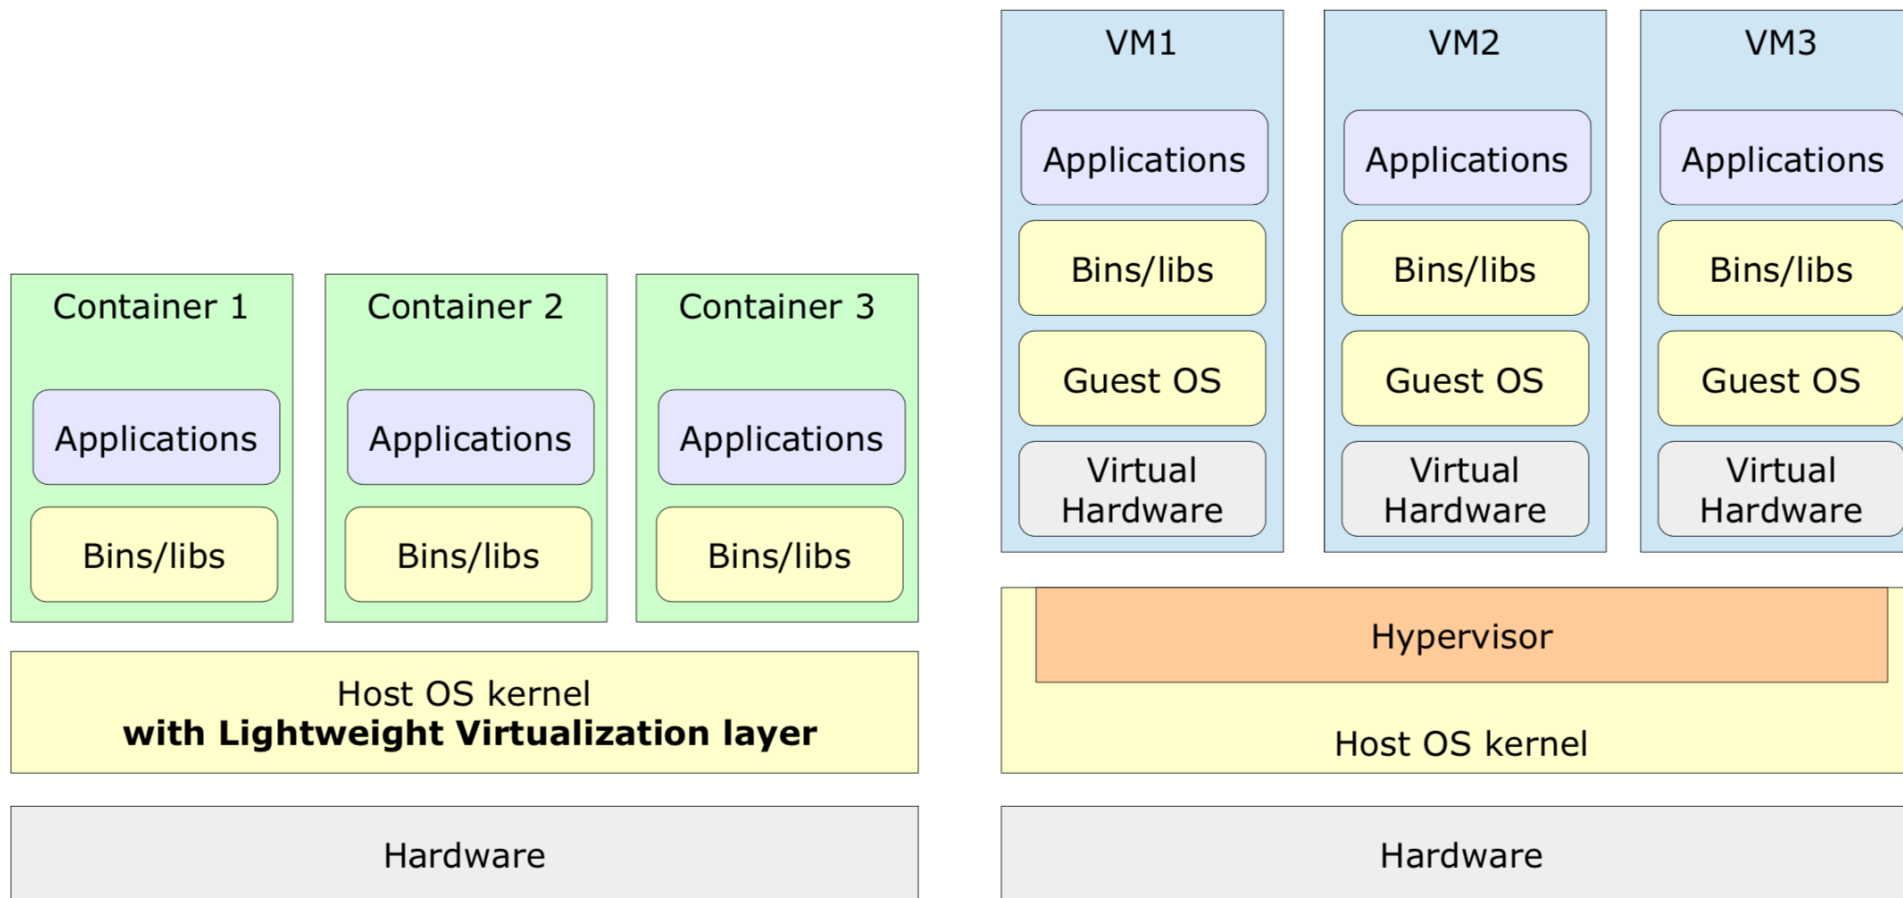 Container 1
Applications
Bins/libs
Container 2
Applications
Bins/libs
Container 3
Applications
Bins/libs
Host OS kernel
with Lightweight Virtualization layer
Hardware
VM1
Applications
Bins/libs
Guest OS
Virtual
Hardware
VM2
Applications
Bins/libs
Guest OS
Virtual
Hardware
VM3
Applications
Bins/libs
Guest OS
Virtual
Hardware
Hypervisor
Host OS kernel
Hardware